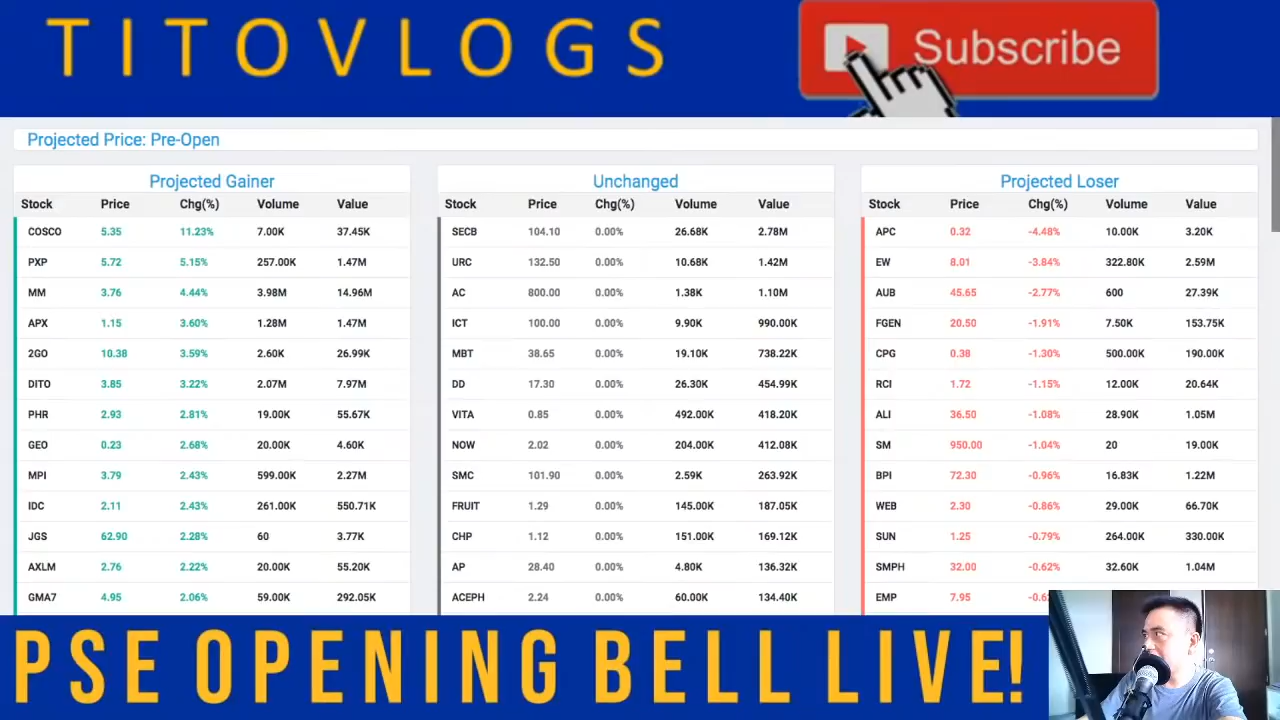 TITOVLOGS
Subscribe
Projected Price: Pre-Open
Projected Gainer
Stock Price Chg(%) Volume Value
COSCO 5.35 11.23% 7.00K 37.45K
PXP 5.72 5.15% 257.00K 1.47M
MM 3.76 4.44% 3.98M 14.96M
APX 1.15 3.60% 1.28M 1.47M
2GO 10.38 3.59% 2.60K 26.99K
DITO 3.85 3.22% 2.07M 7.97M
PHR 2.93 2.81% 19.00K 55.67K
GEO 0.23 2.68% 20.00K 4.60K
MPI 3.79 2.43% 599.00K 2.27M
IDC 2.11 2.43% 261.00K 550.71K
JGS 62.90 2.28% 60 3.77K
AXLM 2.76 2.22% 20.00K 55.20K
GMA7 4.95 2.06% 59.00K 292.05K
Unchanged
Stock Price Chg(%) Volume Value
SECB 104.10 0.00% 26.68K 2.78M
URC 132.50 0.00% 10.68K 1.42M
AC 800.00 0.00% 1.38K 1.10M
ICT 100.00 0.00% 9.90K 990.00K
MBT 38.65 0.00% 19.10K 738.22K
DD 17.30 0.00% 26.30K 454.99K
VITA 0.85 0.00% 492.00K 418.20K
NOW 2.02 0.00% 204.00K 412.08K
SMC 101.90 0.00% 2.59K 263.92K
FRUIT 1.29 0.00% 145.00K 187.05K
CHP 1.12 0.00% 151.00K 169.12K
AP 28.40 0.00% 4.80K 136.32K
ACEPH 2.24 0.00% 60.00K 134.40K
Projected Loser
Stock Price Chg(%) Volume Value
APC 0.32 -4.48% 10.00K 3.20K
EW 8.01 -3.84% 322.80K 2.59M
AUB 45.65 -2.77% 600 27.39K
FGEN 20.50 -1.91% 7.50K 153.75K
CPG 0.38 -1.30% 500.00K 190.00K
RCI 1.72 -1.15% 12.00K 20.64K
ALI 36.50 -1.08% 28.90K 1.05M
SM 950.00 -1.04% 20 19.00K
BPI 72.30 -0.96% 16.83K 1.22M
WEB 2.30 -0.86% 29.00K 66.70K
SUN 1.25 -0.79% 264.00K 330.00K
SMPH 32.00 -0.62% 32.60K 1.04M
EMP 7.95
PSE OPENING BELL LIVE!